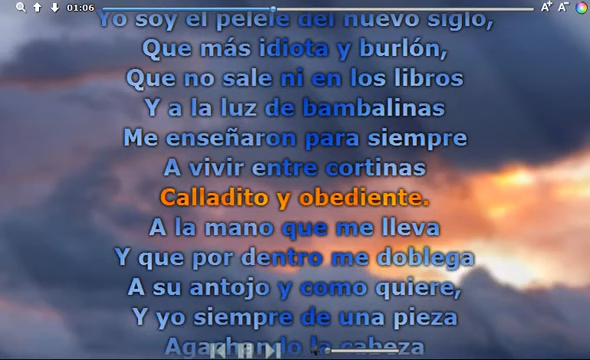 01:06
A+ A-
Yo soy el pelele del nuevo siglo,
Que más idiota y burlón,
Que no sale ni en los libros
Y a la luz de bambalinas
Me enseñaron para siempre
A vivir entre cortinas
Calladito y obediente.
A la mano que me lleva
Y que por dentro me doblega
A su antojo y como quiere,
Y yo siempre de una pieza
Agachando la cabeza